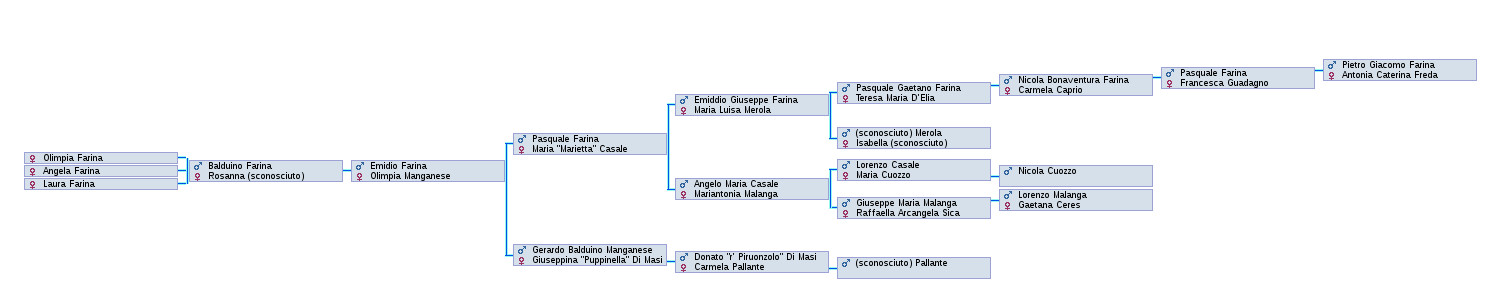 Olimpia Farina
Angela Farina
Laura Farina
Balduino Farina
Rosanna (sconosciuto)
Emidio Farina
Olimpia Manganese
Pasquale Farina
Maria "Marietta" Casale
Gerardo Balduino Manganese
Giuseppina "Puppinella" Di Masi
Emiddio Giuseppe Farina
Maria Luisa Merola
Angelo Maria Casale
Mariantonia Malanga
Donato "r' Piruonzolo" Di Masi
Carmela Pallante
Pasquale Gaetano Farina
Teresa Maria D'Elia
(sconosciuto) Merola
Isabella (sconosciuto)
Lorenzo Casale
Maria Cuozzo
Giuseppe Maria Malanga
Raffaella Arcangela Sica
(sconosciuto) Pallante
Nicola Bonaventura Farina
Carmela Caprio
Nicola Cuozzo
Lorenzo Malanga
Gaetana Ceres
Pasquale Farina
Francesca Guadagno
Pietro Giacomo Farina
Antonia Caterina Freda